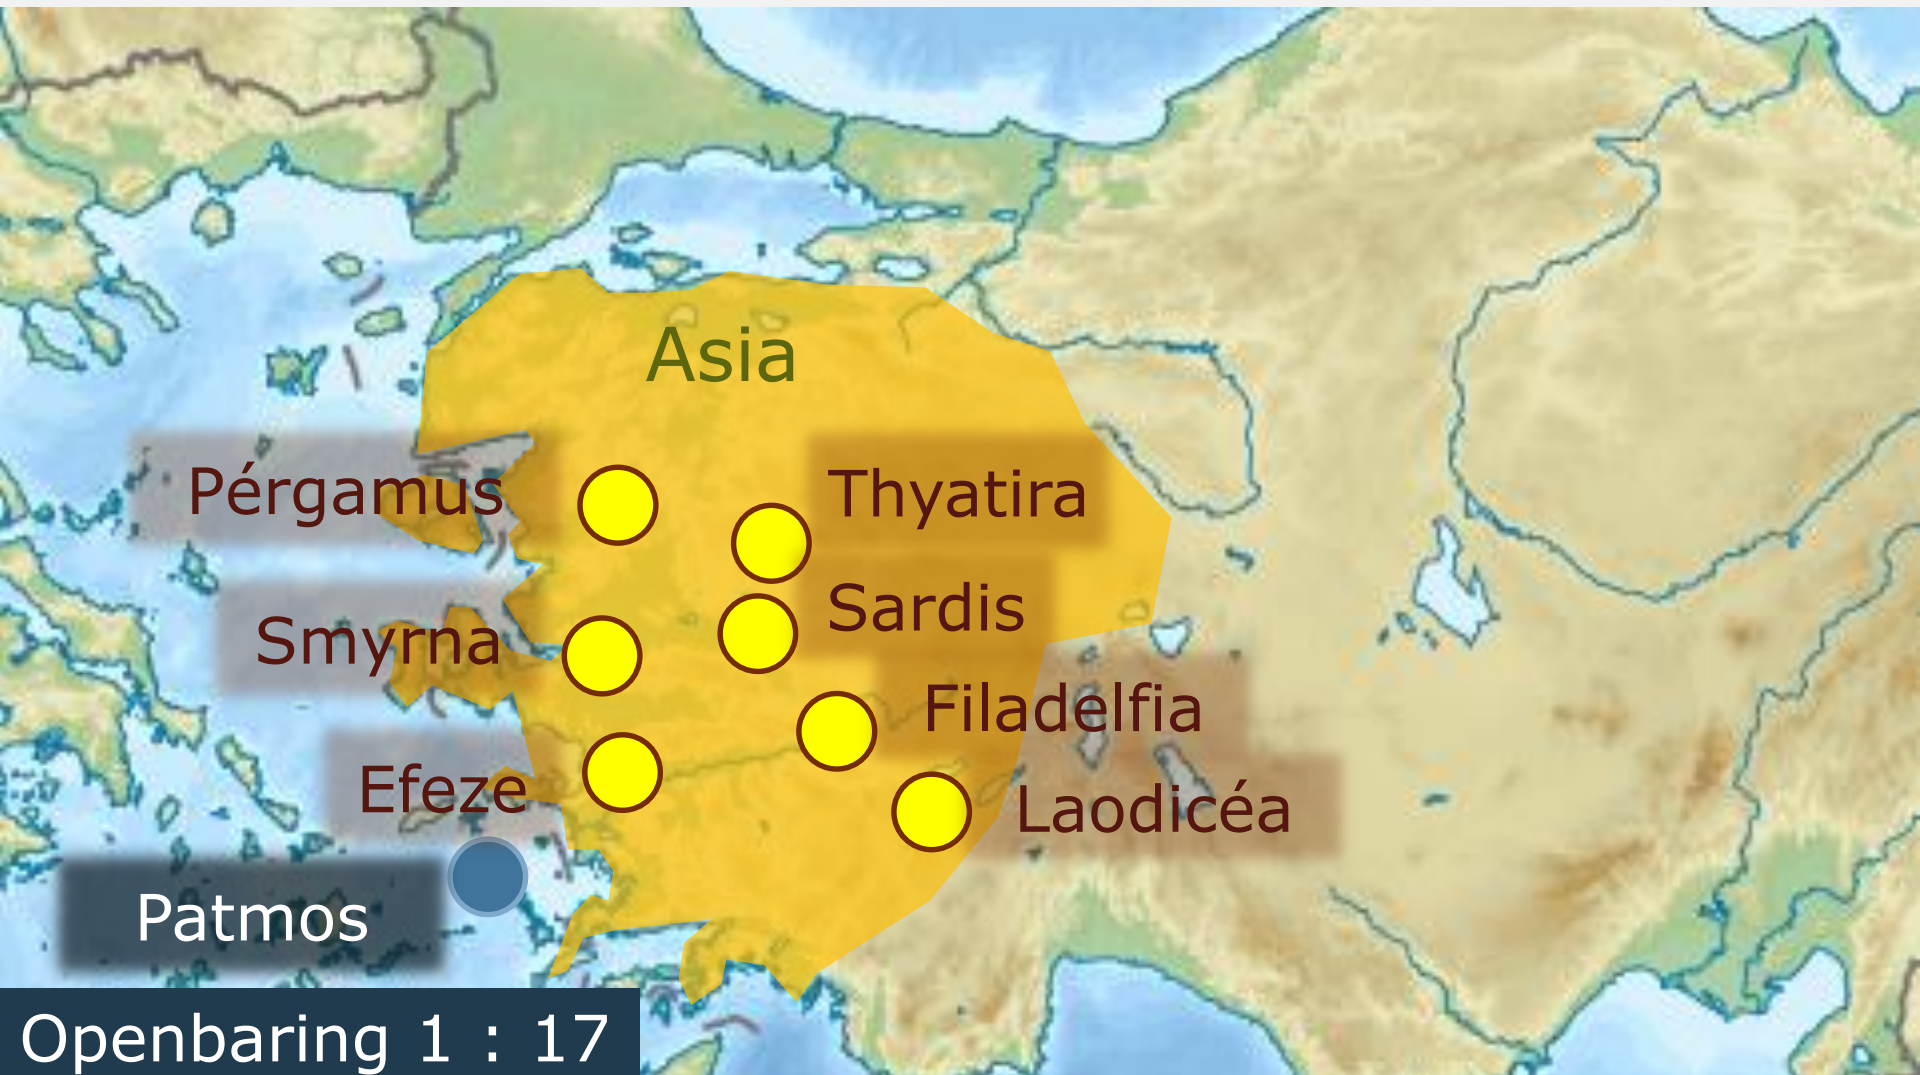 Asia
Pérgamus
Thyatira
Sardis
Smyrna
Filadelfia
Efeze
Laodicéa
Patmos
Openbaring 1 : 17